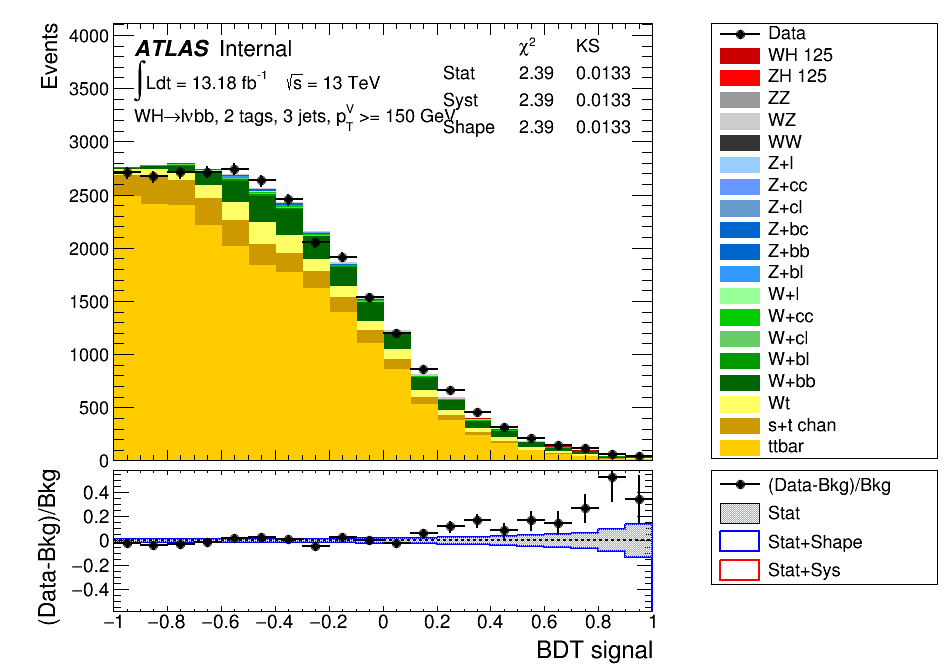 Events
ATLAS Internal
∫Ldt = 13.18 fb⁻¹ √s = 13 TeV
WH→lνbb, 2 tags, 3 jets, p_T^V >= 150 GeV
χ² KS
Stat 2.39 0.0133
Syst 2.39 0.0133
Shape 2.39 0.0133
4000
3500
3000
2500
2000
1500
1000
500
0
Data
WH 125
ZH 125
ZZ
WZ
WW
Z+l
Z+cc
Z+cl
Z+bc
Z+bb
Z+bl
W+l
W+cc
W+cl
W+bl
W+bb
Wt
s+t chan
ttbar
(Data-Bkg)/Bkg
0.4
0.2
0
−0.2
−0.4
−1 −0.8 −0.6 −0.4 −0.2 0 0.2 0.4 0.6 0.8 1
BDT signal
(Data-Bkg)/Bkg
Stat
Stat+Shape
Stat+Sys